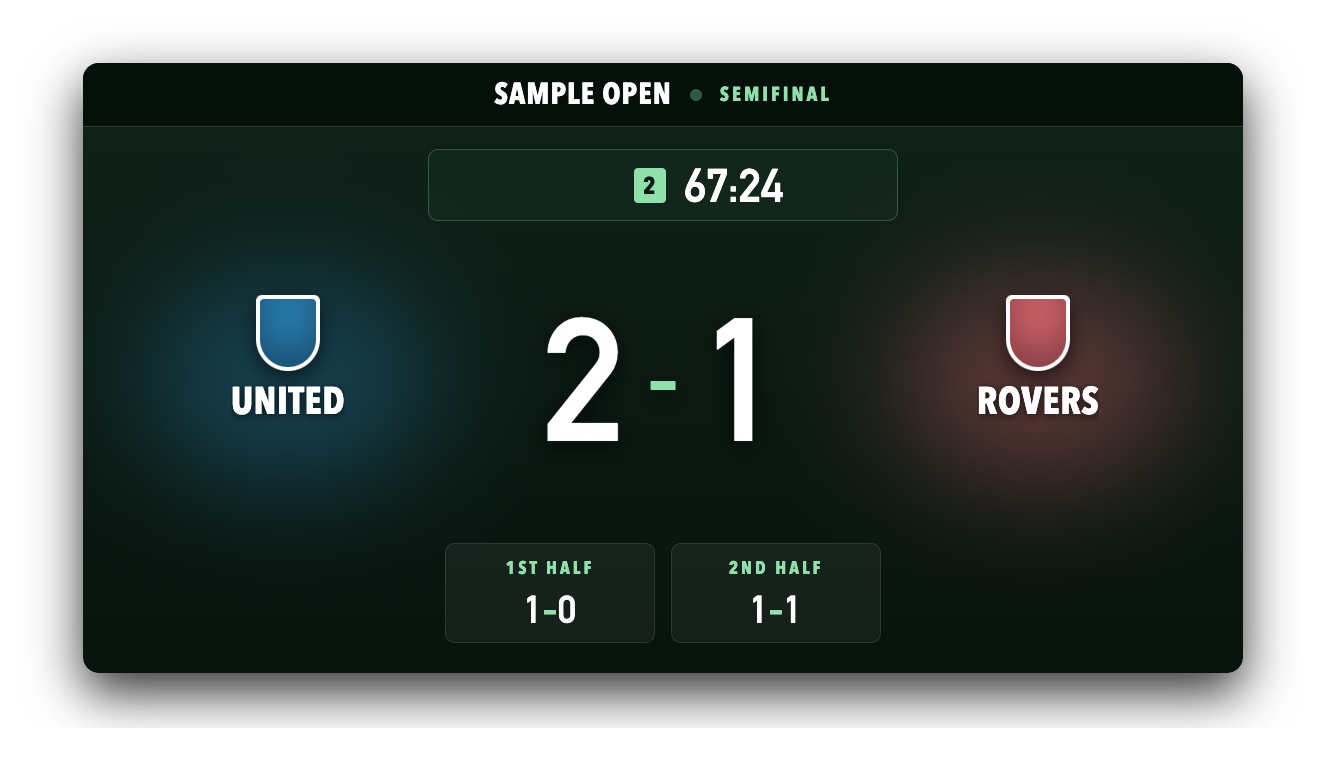 SAMPLE OPEN • SEMIFINAL
2 67:24
2 - 1
UNITED
ROVERS
1ST HALF
1-0
2ND HALF
1-1